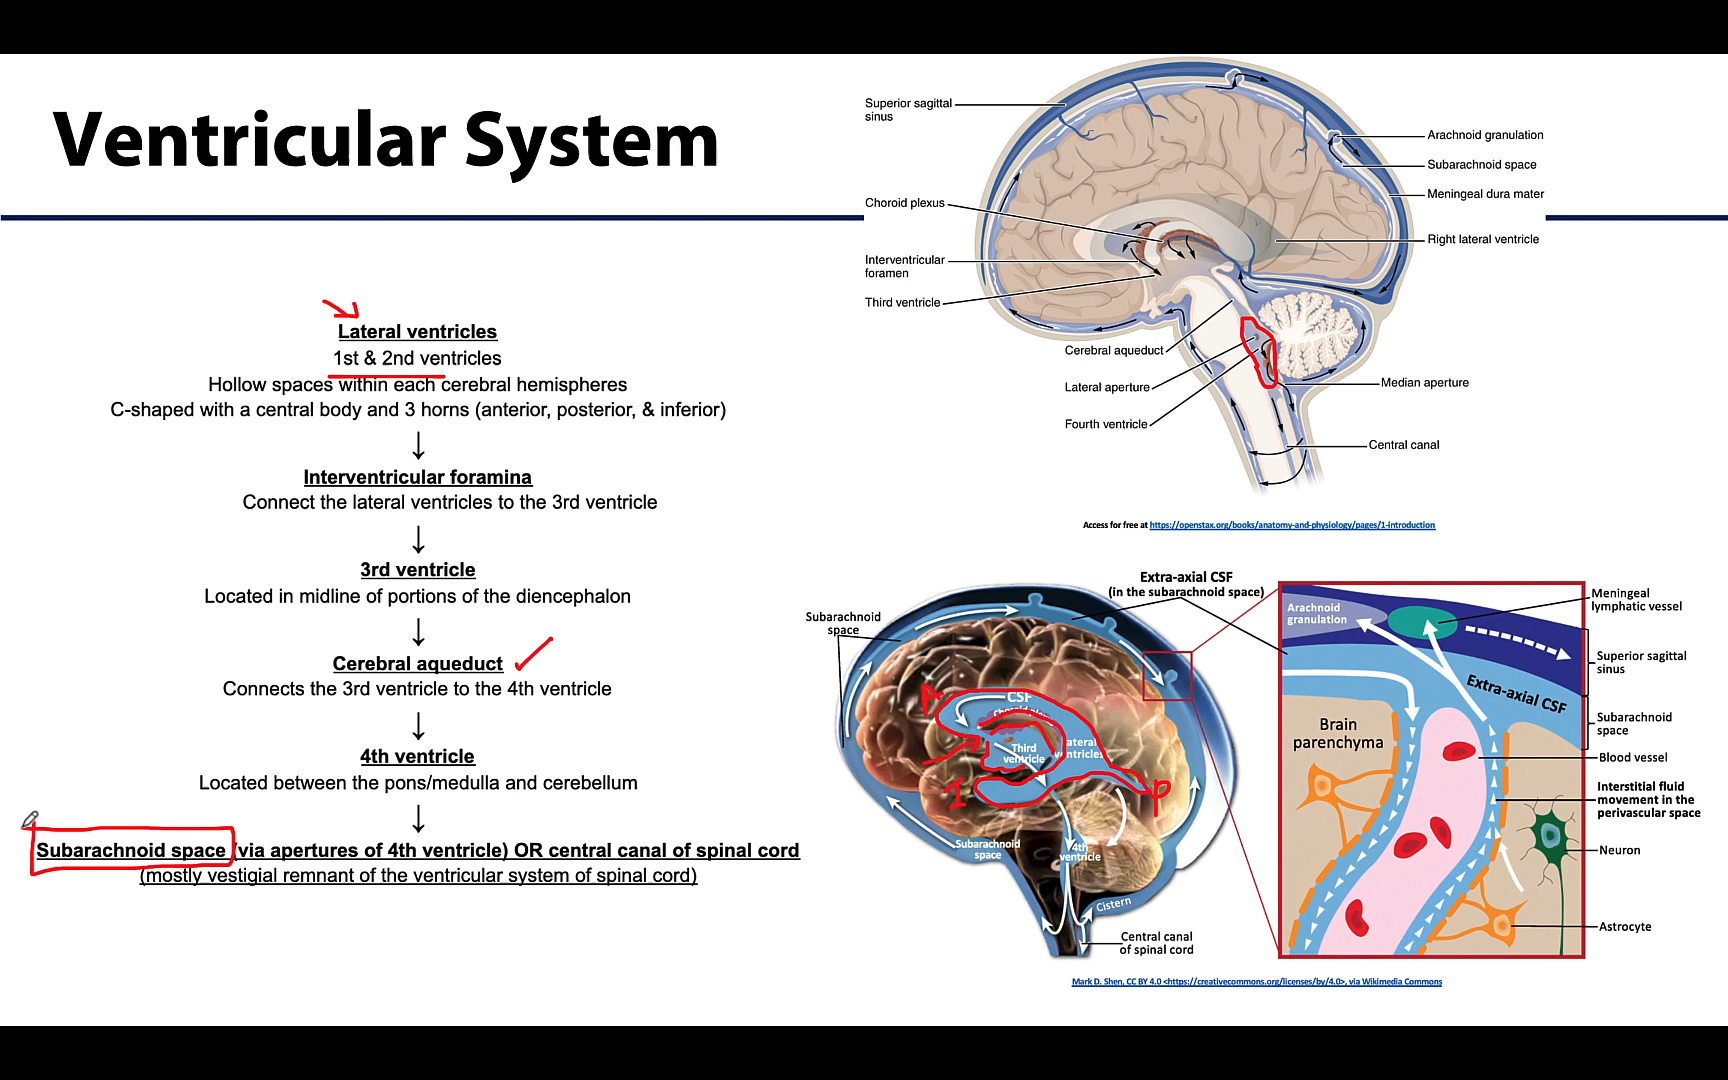 Ventricular System
Lateral ventricles
1st & 2nd ventricles
Hollow spaces within each cerebral hemispheres
C-shaped with a central body and 3 horns (anterior, posterior, & inferior)
↓
Interventricular foramina
Connect the lateral ventricles to the 3rd ventricle
↓
3rd ventricle
Located in midline of portions of the diencephalon
↓
Cerebral aqueduct
Connects the 3rd ventricle to the 4th ventricle
↓
4th ventricle
Located between the pons/medulla and cerebellum
↓
Subarachnoid space (via apertures of 4th ventricle) OR central canal of spinal cord
(mostly vestigial remnant of the ventricular system of spinal cord)
Superior sagittal
sinus
Choroid plexus
Interventricular
foramen
Third ventricle
Cerebral aqueduct
Lateral aperture
Fourth ventricle
Arachnoid granulation
Subarachnoid space
Meningeal dura mater
Right lateral ventricle
Median aperture
Central canal
Access for free at https://openstax.org/books/anatomy-and-physiology/pages/1-introduction
Extra-axial CSF
(in the subarachnoid space)
Subarachnoid
space
A
CSF
choroid plexus
Third
ventricle
Lateral
ventricles
I
P
Subarachnoid
space
4th
ventricle
Cistern
Central canal
of spinal cord
Arachnoid
granulation
Extra-axial CSF
Brain
parenchyma
Meningeal
lymphatic vessel
Superior sagittal
sinus
Subarachnoid
space
Blood vessel
Interstitial fluid
movement in the
perivascular space
Neuron
Astrocyte
Mark D. Shen, CC BY 4.0 <https://creativecommons.org/licenses/by/4.0>, via Wikimedia Commons